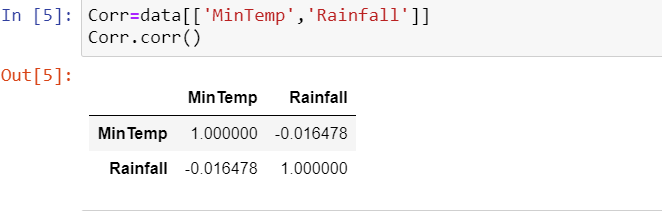 In [5]: Corr=data[['MinTemp','Rainfall']]
Corr.corr()
Out[5]:
MinTemp Rainfall
MinTemp 1.000000 -0.016478
Rainfall -0.016478 1.000000